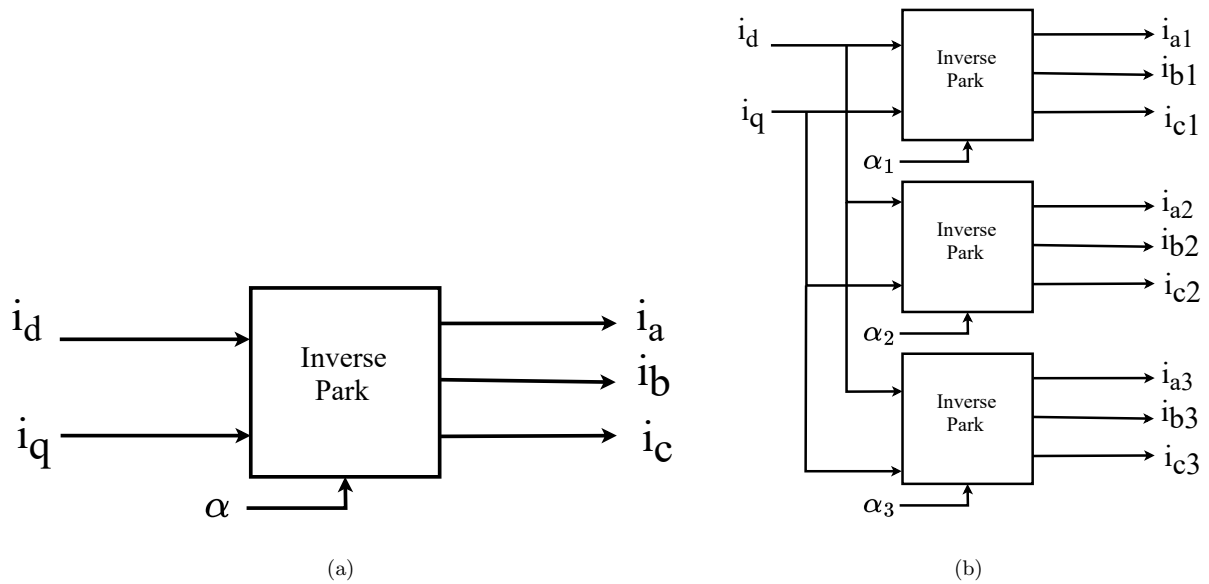 i_d
i_q
Inverse
Park
α
i_a
i_b
i_c
(a)
i_d
i_q
Inverse
Park
α_1
i_a1
i_b1
i_c1
Inverse
Park
α_2
i_a2
i_b2
i_c2
Inverse
Park
α_3
i_a3
i_b3
i_c3
(b)